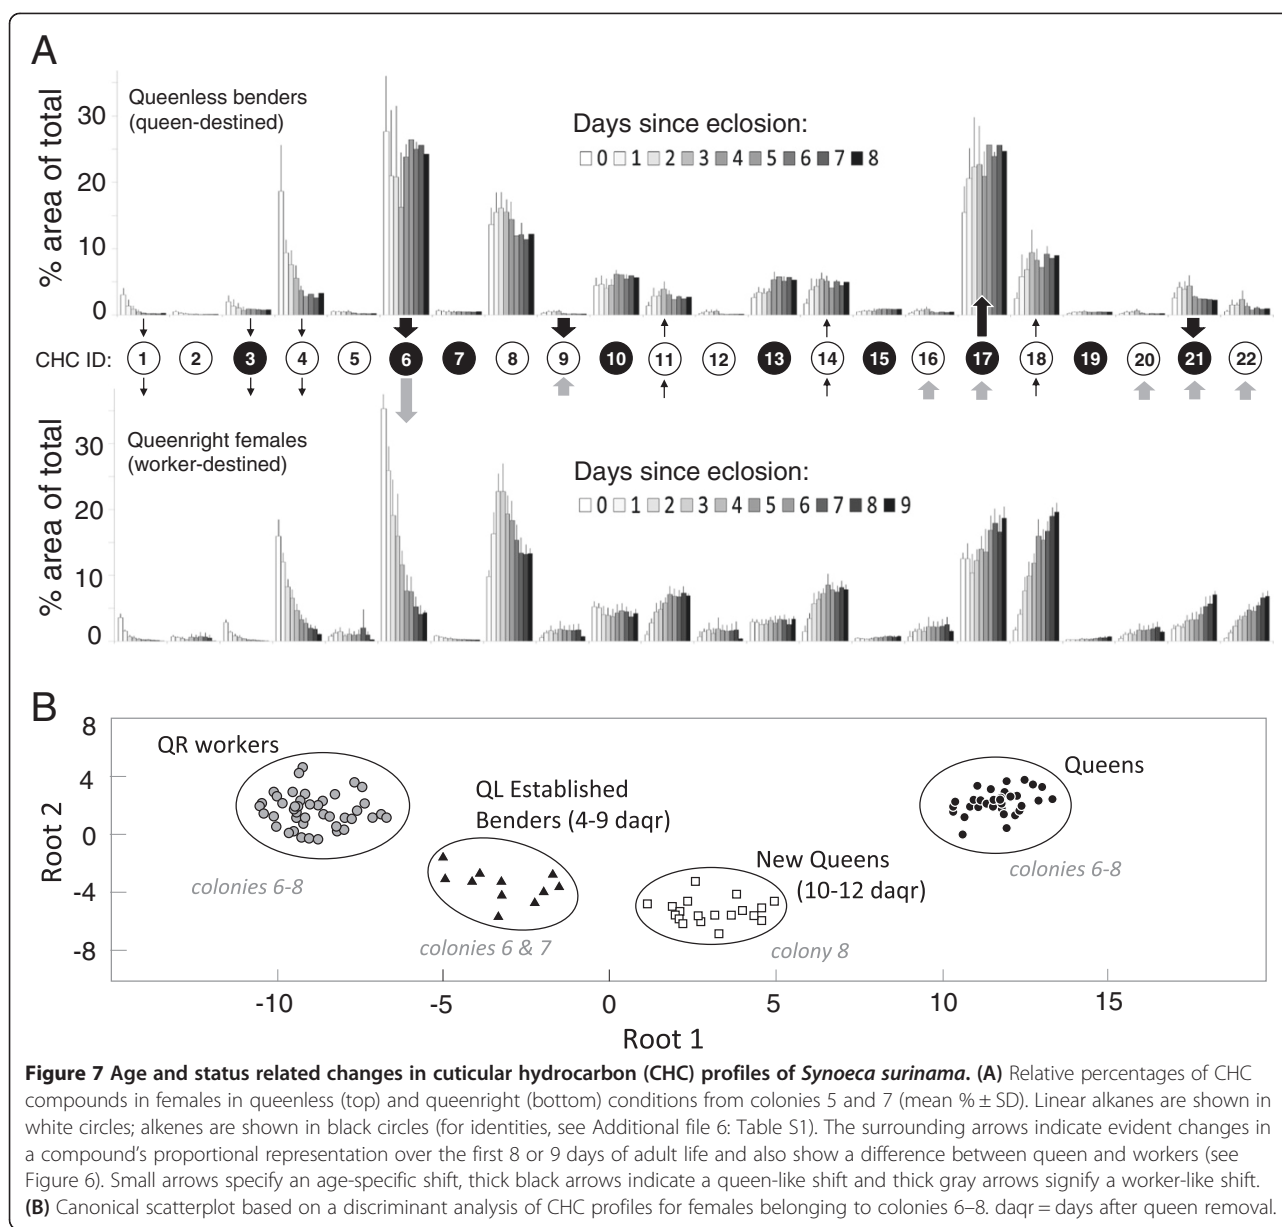 A
Queenless benders
(queen-destined)
Days since eclosion:
0 1 2 3 4 5 6 7 8
% area of total
30
20
10
0
CHC ID: 1 2 3 4 5 6 7 8 9 10 11 12 13 14 15 16 17 18 19 20 21 22
Queenright females
(worker-destined)
Days since eclosion:
0 1 2 3 4 5 6 7 8 9
% area of total
30
20
10
0
B
8
4
0
-4
-8
Root 2
QR workers
colonies 6-8
QL Established
Benders (4-9 daqr)
colonies 6 & 7
New Queens
(10-12 daqr)
colony 8
Queens
colonies 6-8
-10 -5 0 5 10 15
Root 1
Figure 7 Age and status related changes in cuticular hydrocarbon (CHC) profiles of Synoeca surinama. (A) Relative percentages of CHC
compounds in females in queenless (top) and queenright (bottom) conditions from colonies 5 and 7 (mean % ± SD). Linear alkanes are shown in
white circles; alkenes are shown in black circles (for identities, see Additional file 6: Table S1). The surrounding arrows indicate evident changes in
a compound's proportional representation over the first 8 or 9 days of adult life and also show a difference between queen and workers (see
Figure 6). Small arrows specify an age-specific shift, thick black arrows indicate a queen-like shift and thick gray arrows signify a worker-like shift.
(B) Canonical scatterplot based on a discriminant analysis of CHC profiles for females belonging to colonies 6–8. daqr = days after queen removal.